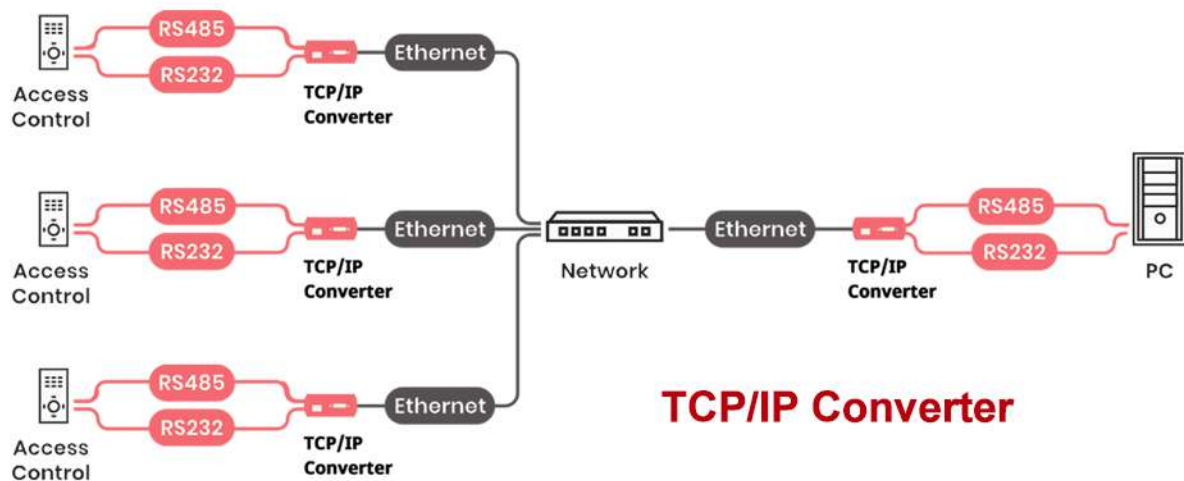 RS485
RS232
Access
Control
TCP/IP
Converter
Ethernet
RS485
RS232
Access
Control
TCP/IP
Converter
Ethernet
Network
Ethernet
TCP/IP
Converter
RS485
RS232
PC
RS485
RS232
Access
Control
TCP/IP
Converter
Ethernet
TCP/IP Converter